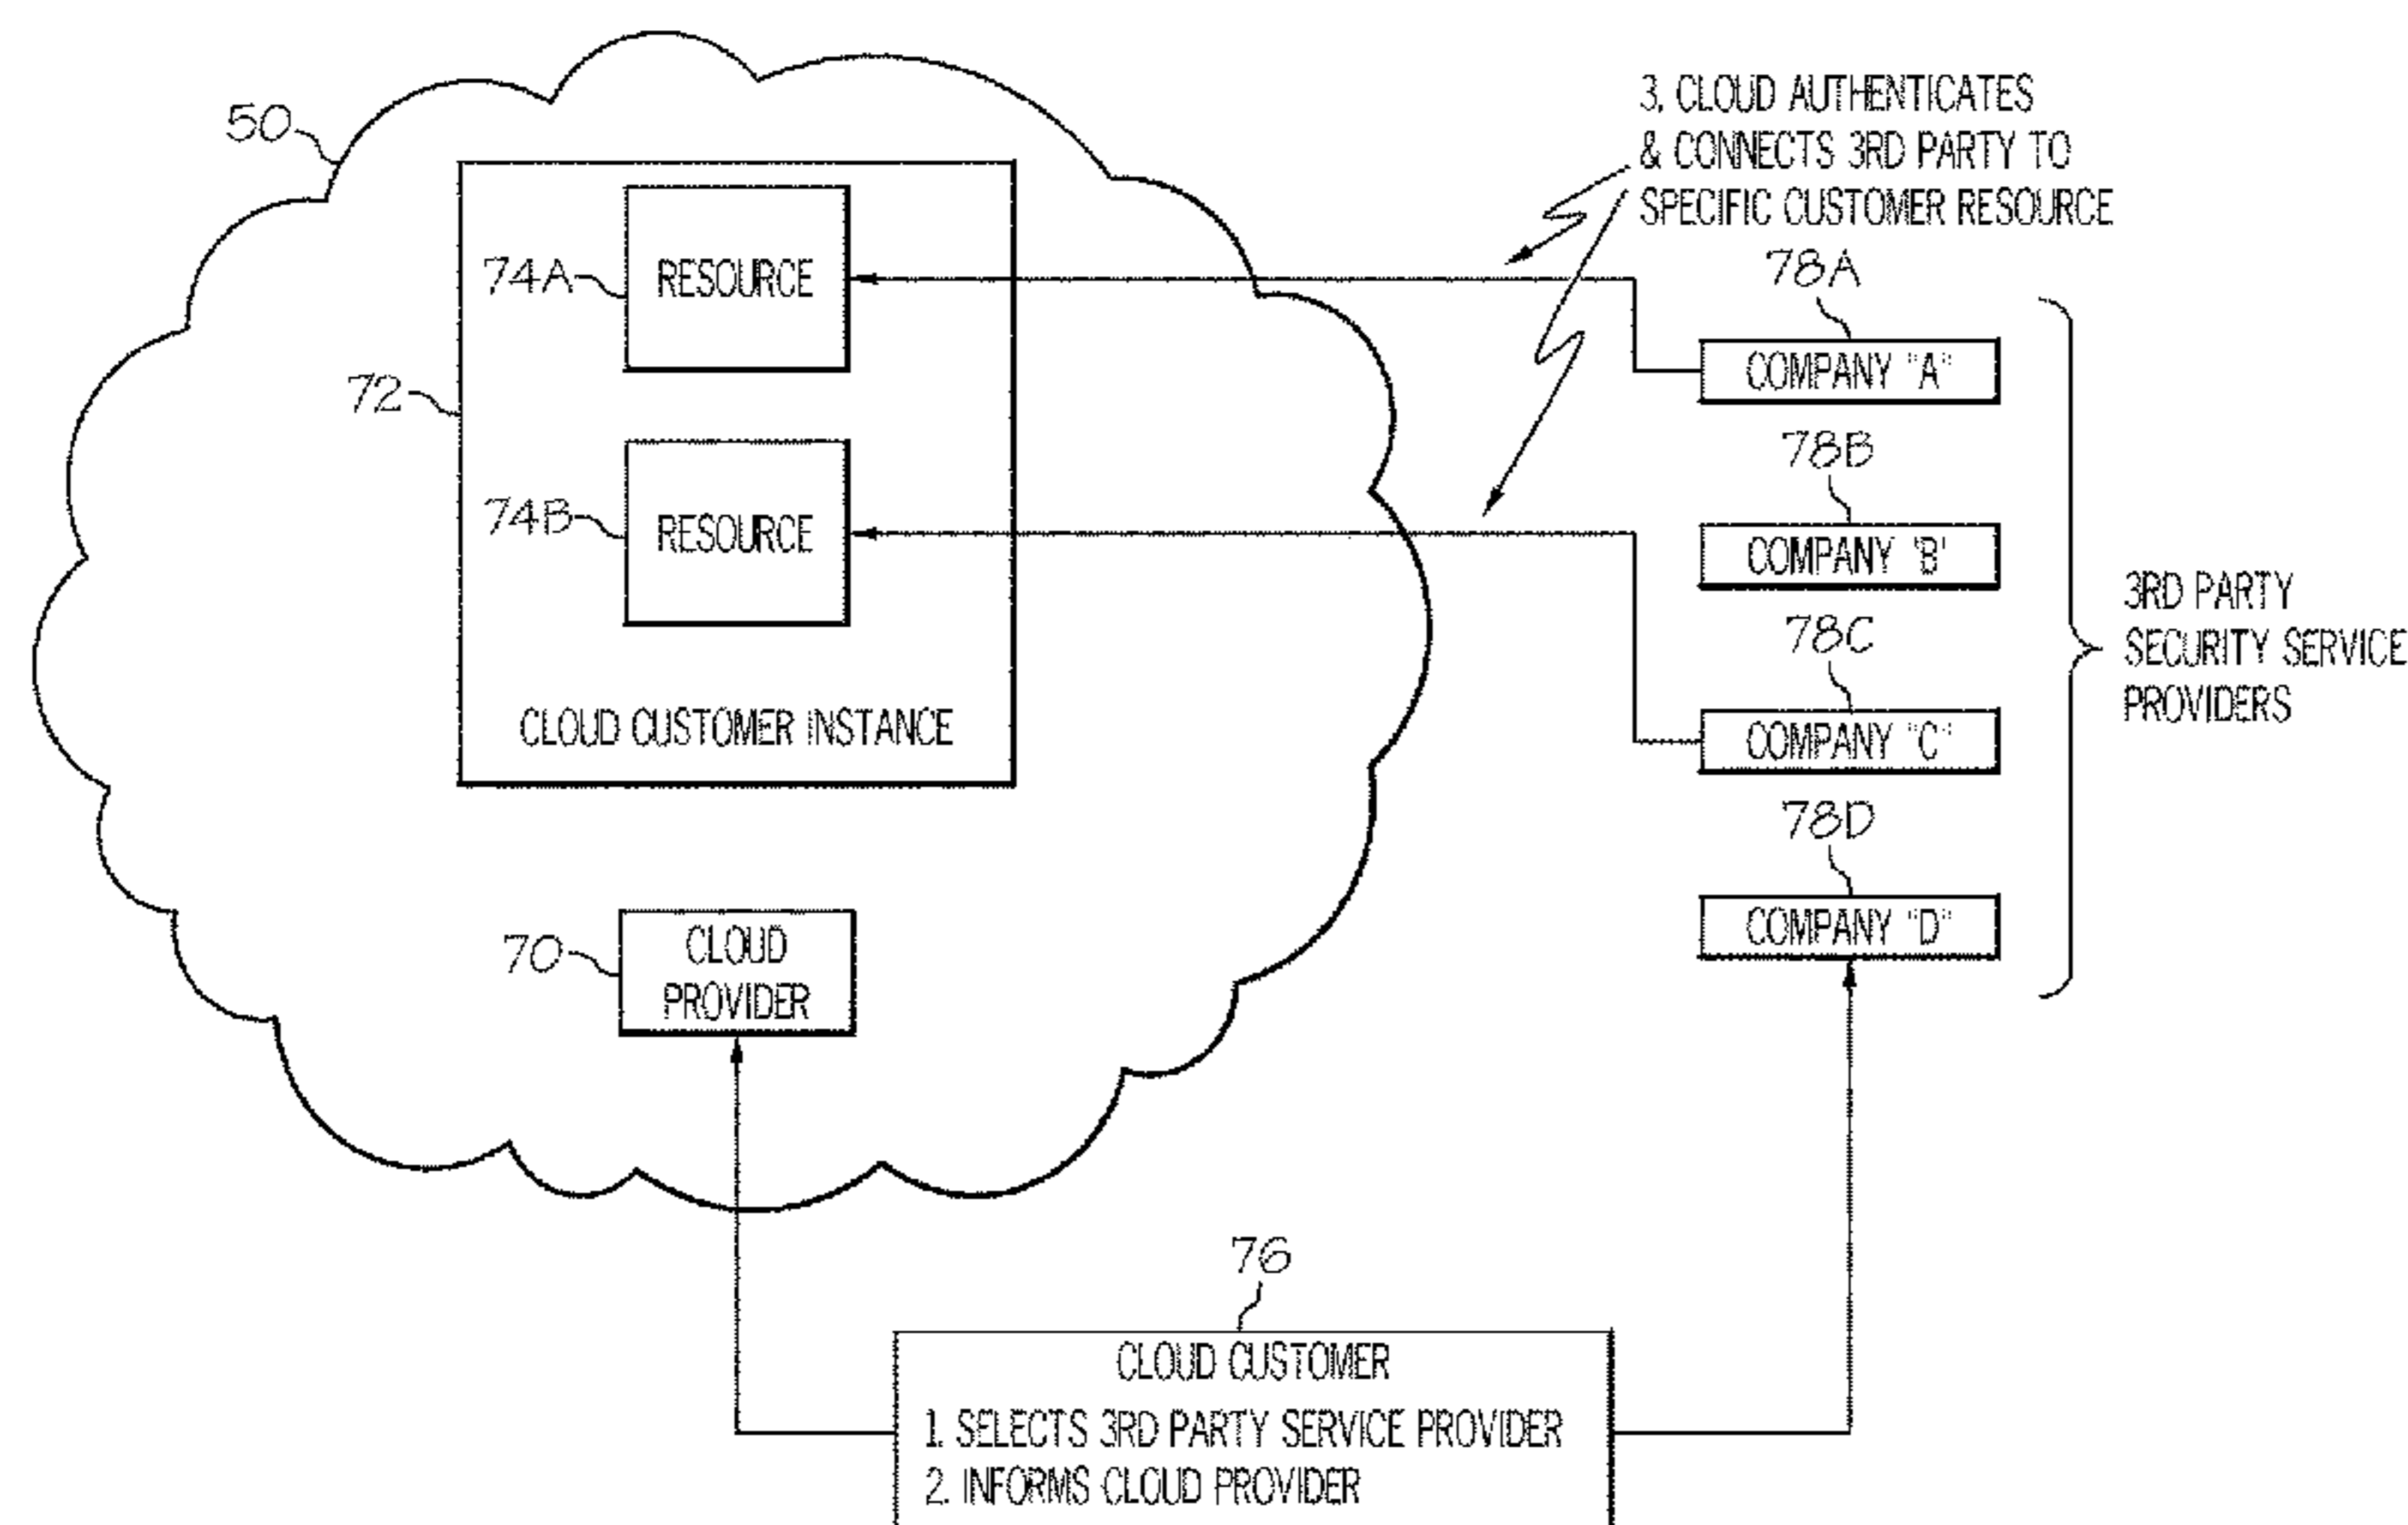 50
3. CLOUD AUTHENTICATES
& CONNECTS 3RD PARTY TO
SPECIFIC CUSTOMER RESOURCE
74A
RESOURCE
78A
COMPANY "A"
72
78B
74B
RESOURCE
COMPANY 'B'
3RD PARTY
SECURITY SERVICE
PROVIDERS
78C
CLOUD CUSTOMER INSTANCE
COMPANY "C"
78D
COMPANY "D"
70
CLOUD
PROVIDER
76
CLOUD CUSTOMER
1. SELECTS 3RD PARTY SERVICE PROVIDER
2. INFORMS CLOUD PROVIDER